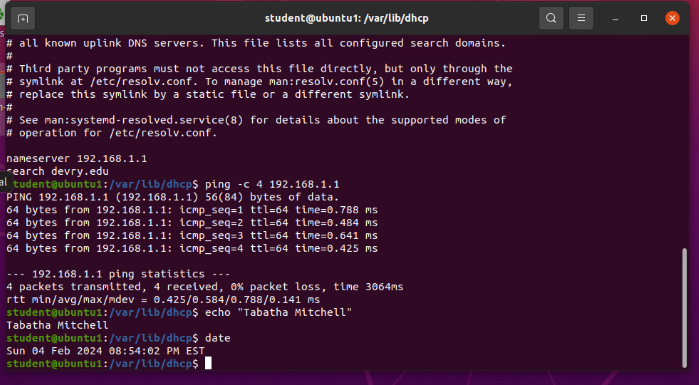 student@ubuntu1: /var/lib/dhcp
# all known uplink DNS servers. This file lists all configured search domains.
#
# Third party programs must not access this file directly, but only through the
# symlink at /etc/resolv.conf. To manage man:resolv.conf(5) in a different way,
# replace this symlink by a static file or a different symlink.
#
# See man:systemd-resolved.service(8) for details about the supported modes of
# operation for /etc/resolv.conf.
nameserver 192.168.1.1
search devry.edu
student@ubuntu1:/var/lib/dhcp$ ping -c 4 192.168.1.1
PING 192.168.1.1 (192.168.1.1) 56(84) bytes of data.
64 bytes from 192.168.1.1: icmp_seq=1 ttl=64 time=0.788 ms
64 bytes from 192.168.1.1: icmp_seq=2 ttl=64 time=0.484 ms
64 bytes from 192.168.1.1: icmp_seq=3 ttl=64 time=0.641 ms
64 bytes from 192.168.1.1: icmp_seq=4 ttl=64 time=0.425 ms
--- 192.168.1.1 ping statistics ---
4 packets transmitted, 4 received, 0% packet loss, time 3064ms
rtt min/avg/max/mdev = 0.425/0.584/0.788/0.141 ms
student@ubuntu1:/var/lib/dhcp$ echo "Tabatha Mitchell"
Tabatha Mitchell
student@ubuntu1:/var/lib/dhcp$ date
Sun 04 Feb 2024 08:54:02 PM EST
student@ubuntu1:/var/lib/dhcp$